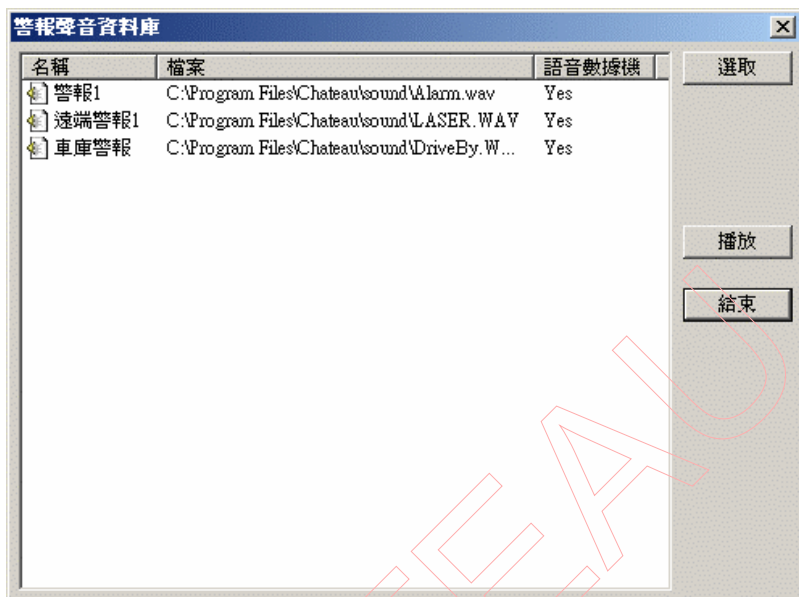 警報聲音資料庫
名稱 檔案 語音數據機 選取
警報1 C:\Program Files\Chateau\sound\Alarm.wav Yes
遠端警報1 C:\Program Files\Chateau\sound\LASER.WAV Yes
車庫警報 C:\Program Files\Chateau\sound\DriveBy.W... Yes
播放
結束
TEAU